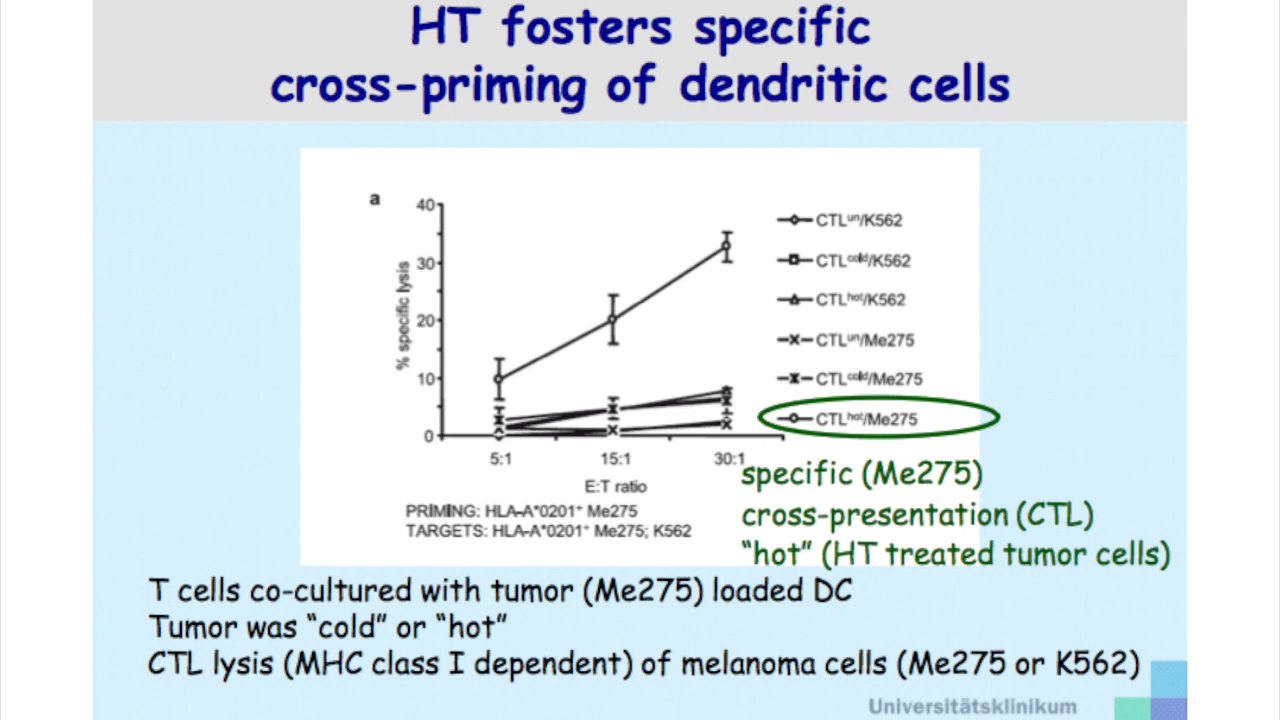 HT fosters specific
cross-priming of dendritic cells
a
40
30
20
10
0
% specific lysis
5:1
15:1
30:1
E:T ratio
CTLᵘⁿ/K562
CTLᶜᵒˡᵈ/K562
CTLʰᵒᵗ/K562
CTLᵘⁿ/Me275
CTLᶜᵒˡᵈ/Me275
CTLʰᵒᵗ/Me275
PRIMING: HLA-A*0201⁺ Me275
TARGETS: HLA-A*0201⁺ Me275; K562
specific (Me275)
cross-presentation (CTL)
“hot” (HT treated tumor cells)
T cells co-cultured with tumor (Me275) loaded DC
Tumor was “cold” or “hot”
CTL lysis (MHC class I dependent) of melanoma cells (Me275 or K562)
Universitätsklinikum